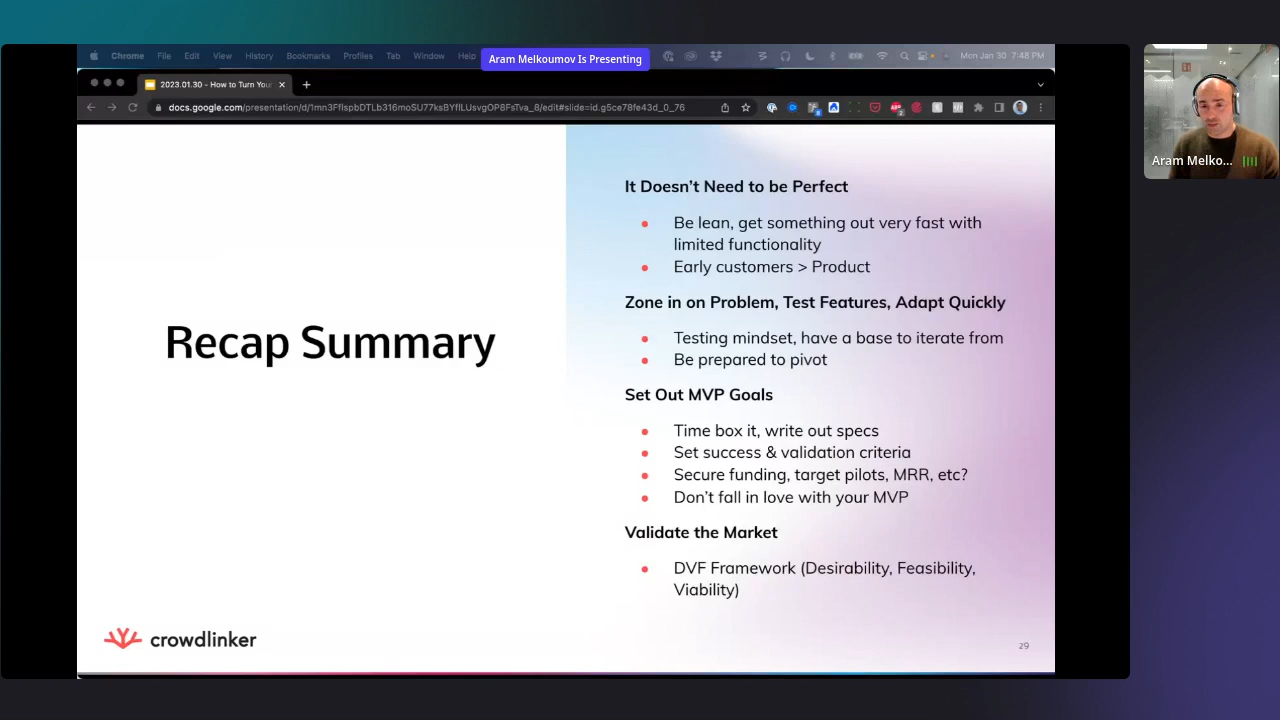 Chrome File Edit View History Bookmarks Profiles Tab Window Help
Aram Melkoumov Is Presenting
Mon Jan 30 7:48 PM
2023.01.30 - How to Turn Your
docs.google.com/presentation/d/
Recap Summary
It Doesn't Need to be Perfect
Be lean, get something out very fast with
limited functionality
Early customers > Product
Zone in on Problem, Test Features, Adapt Quickly
Testing mindset, have a base to iterate from
Be prepared to pivot
Set Out MVP Goals
Time box it, write out specs
Set success & validation criteria
Secure funding, target pilots, MRR, etc?
Don't fall in love with your MVP
Validate the Market
DVF Framework (Desirability, Feasibility,
Viability)
crowdlinker
29
Aram Melko...